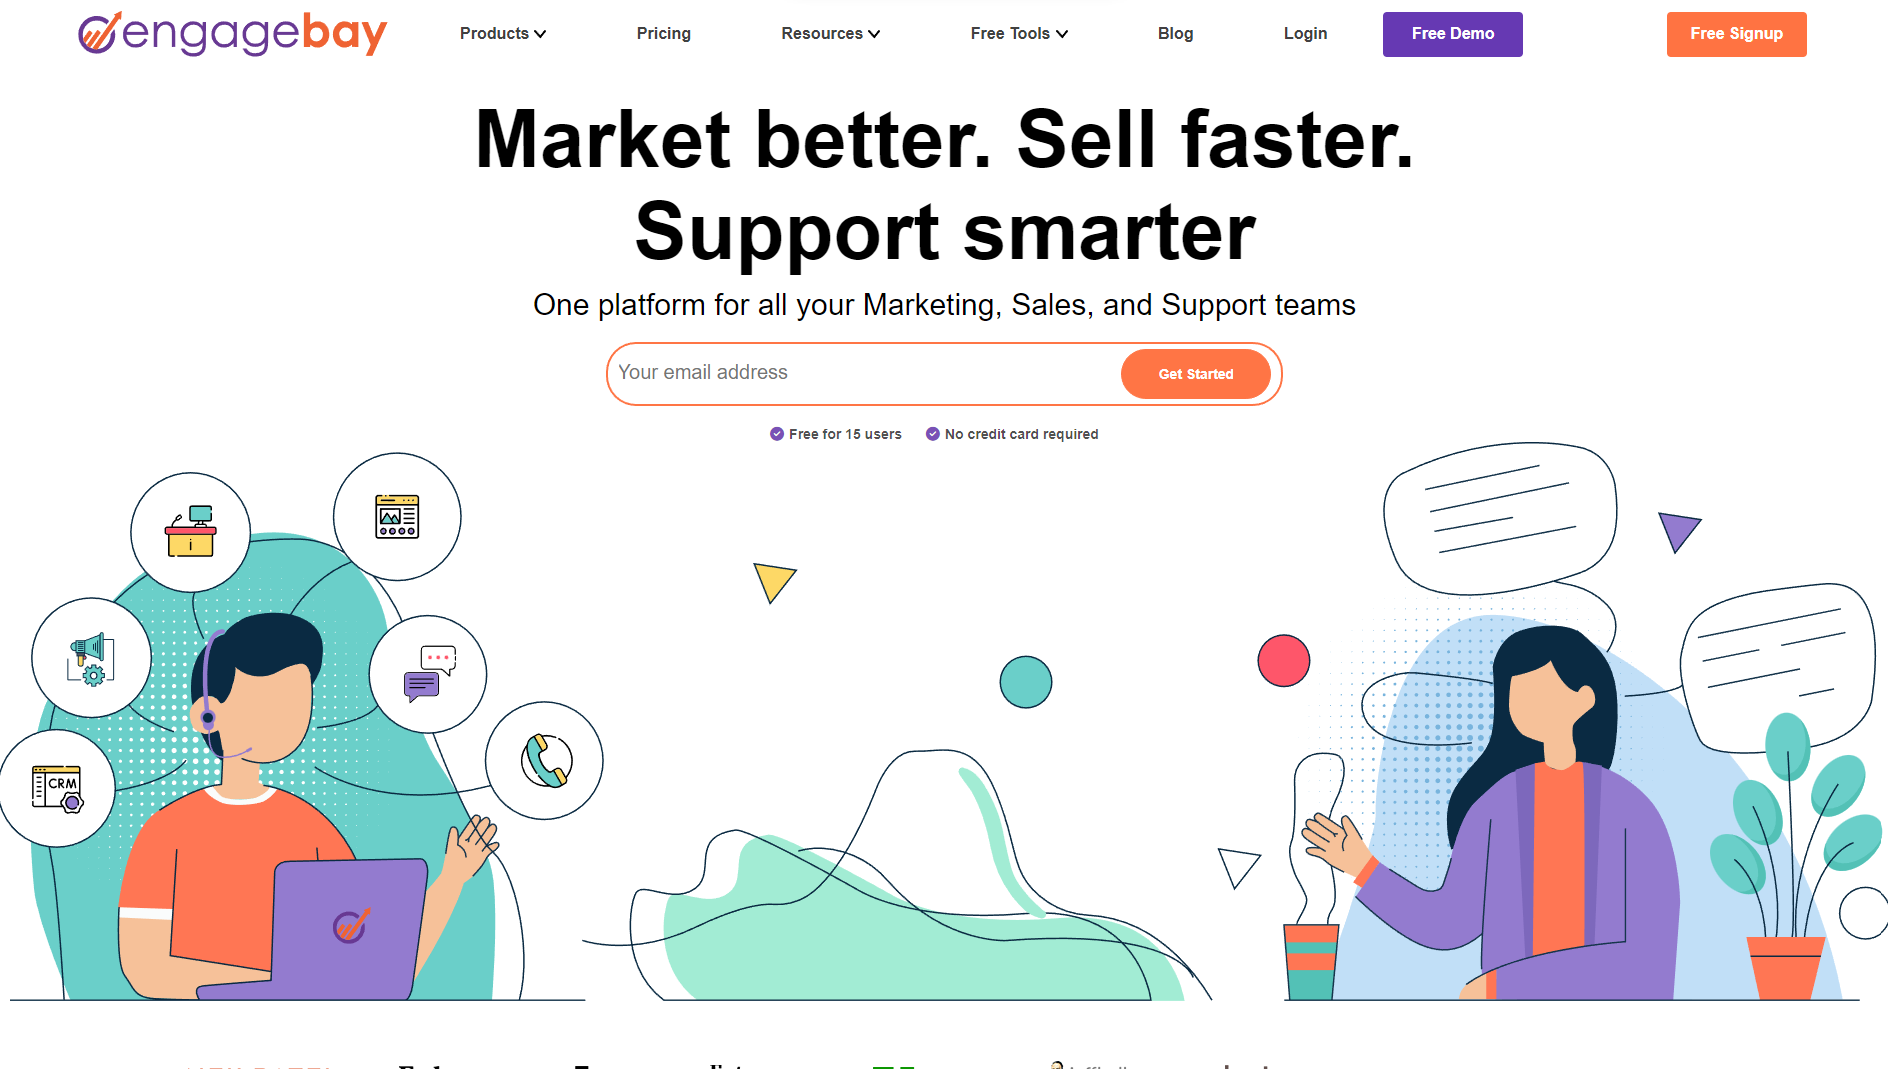 engagebay
Products
Pricing
Resources
Free Tools
Blog
Login
Free Demo
Free Signup
Market better. Sell faster.
Support smarter
One platform for all your Marketing, Sales, and Support teams
Your email address
Get Started
Free for 15 users
No credit card required
i
CRM